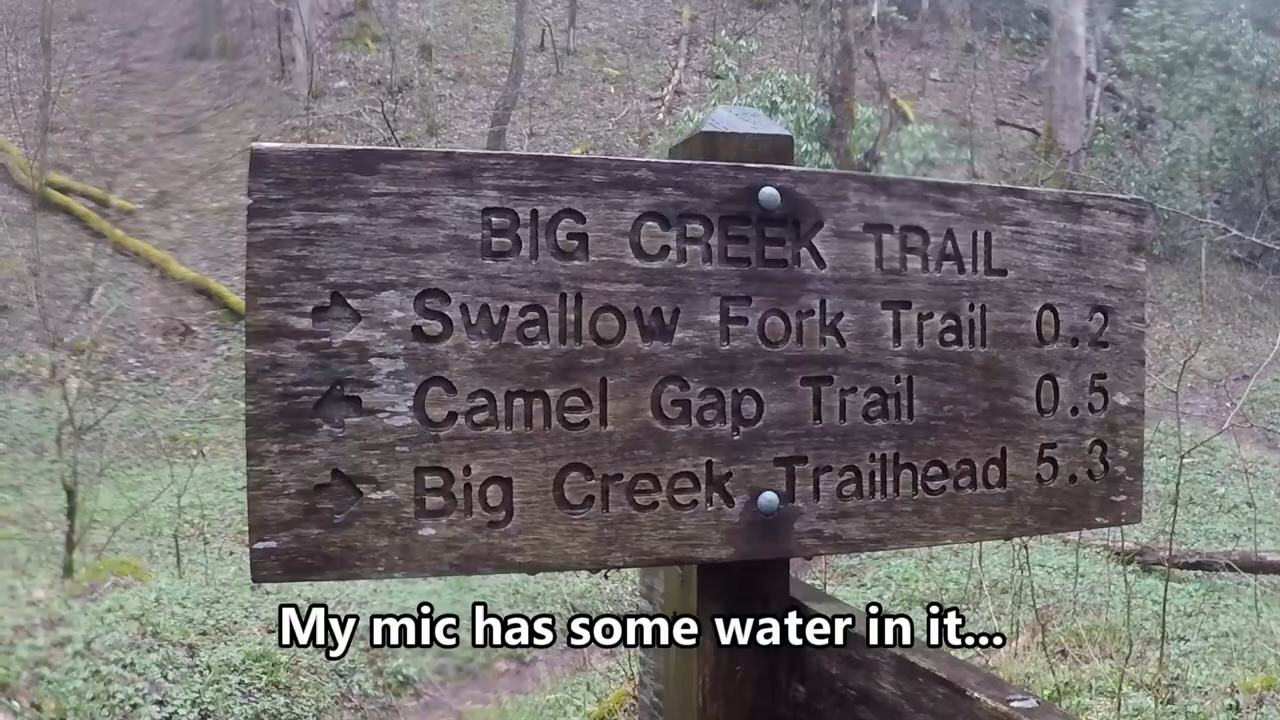 BIG CREEK TRAIL
Swallow Fork Trail 0.2
Camel Gap Trail 0.5
Big Creek Trailhead 5.3
My mic has some water in it...